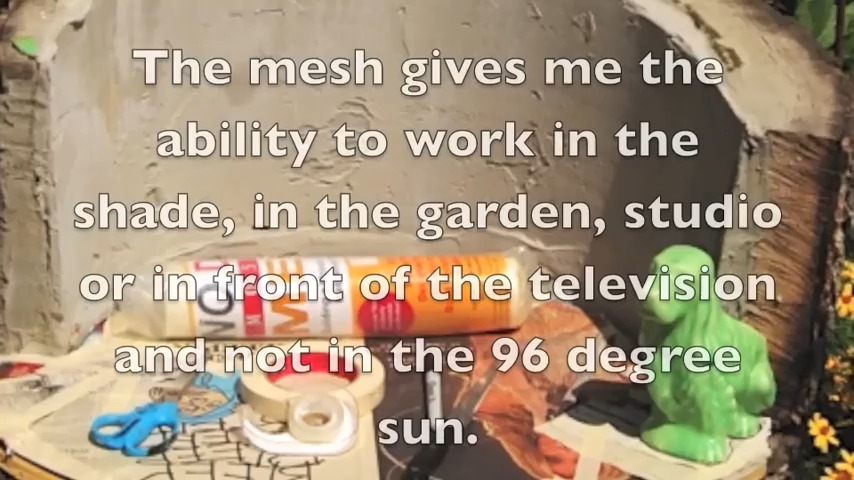 The mesh gives me the
ability to work in the
shade, in the garden, studio
or in front of the television
and not in the 96 degree
sun.